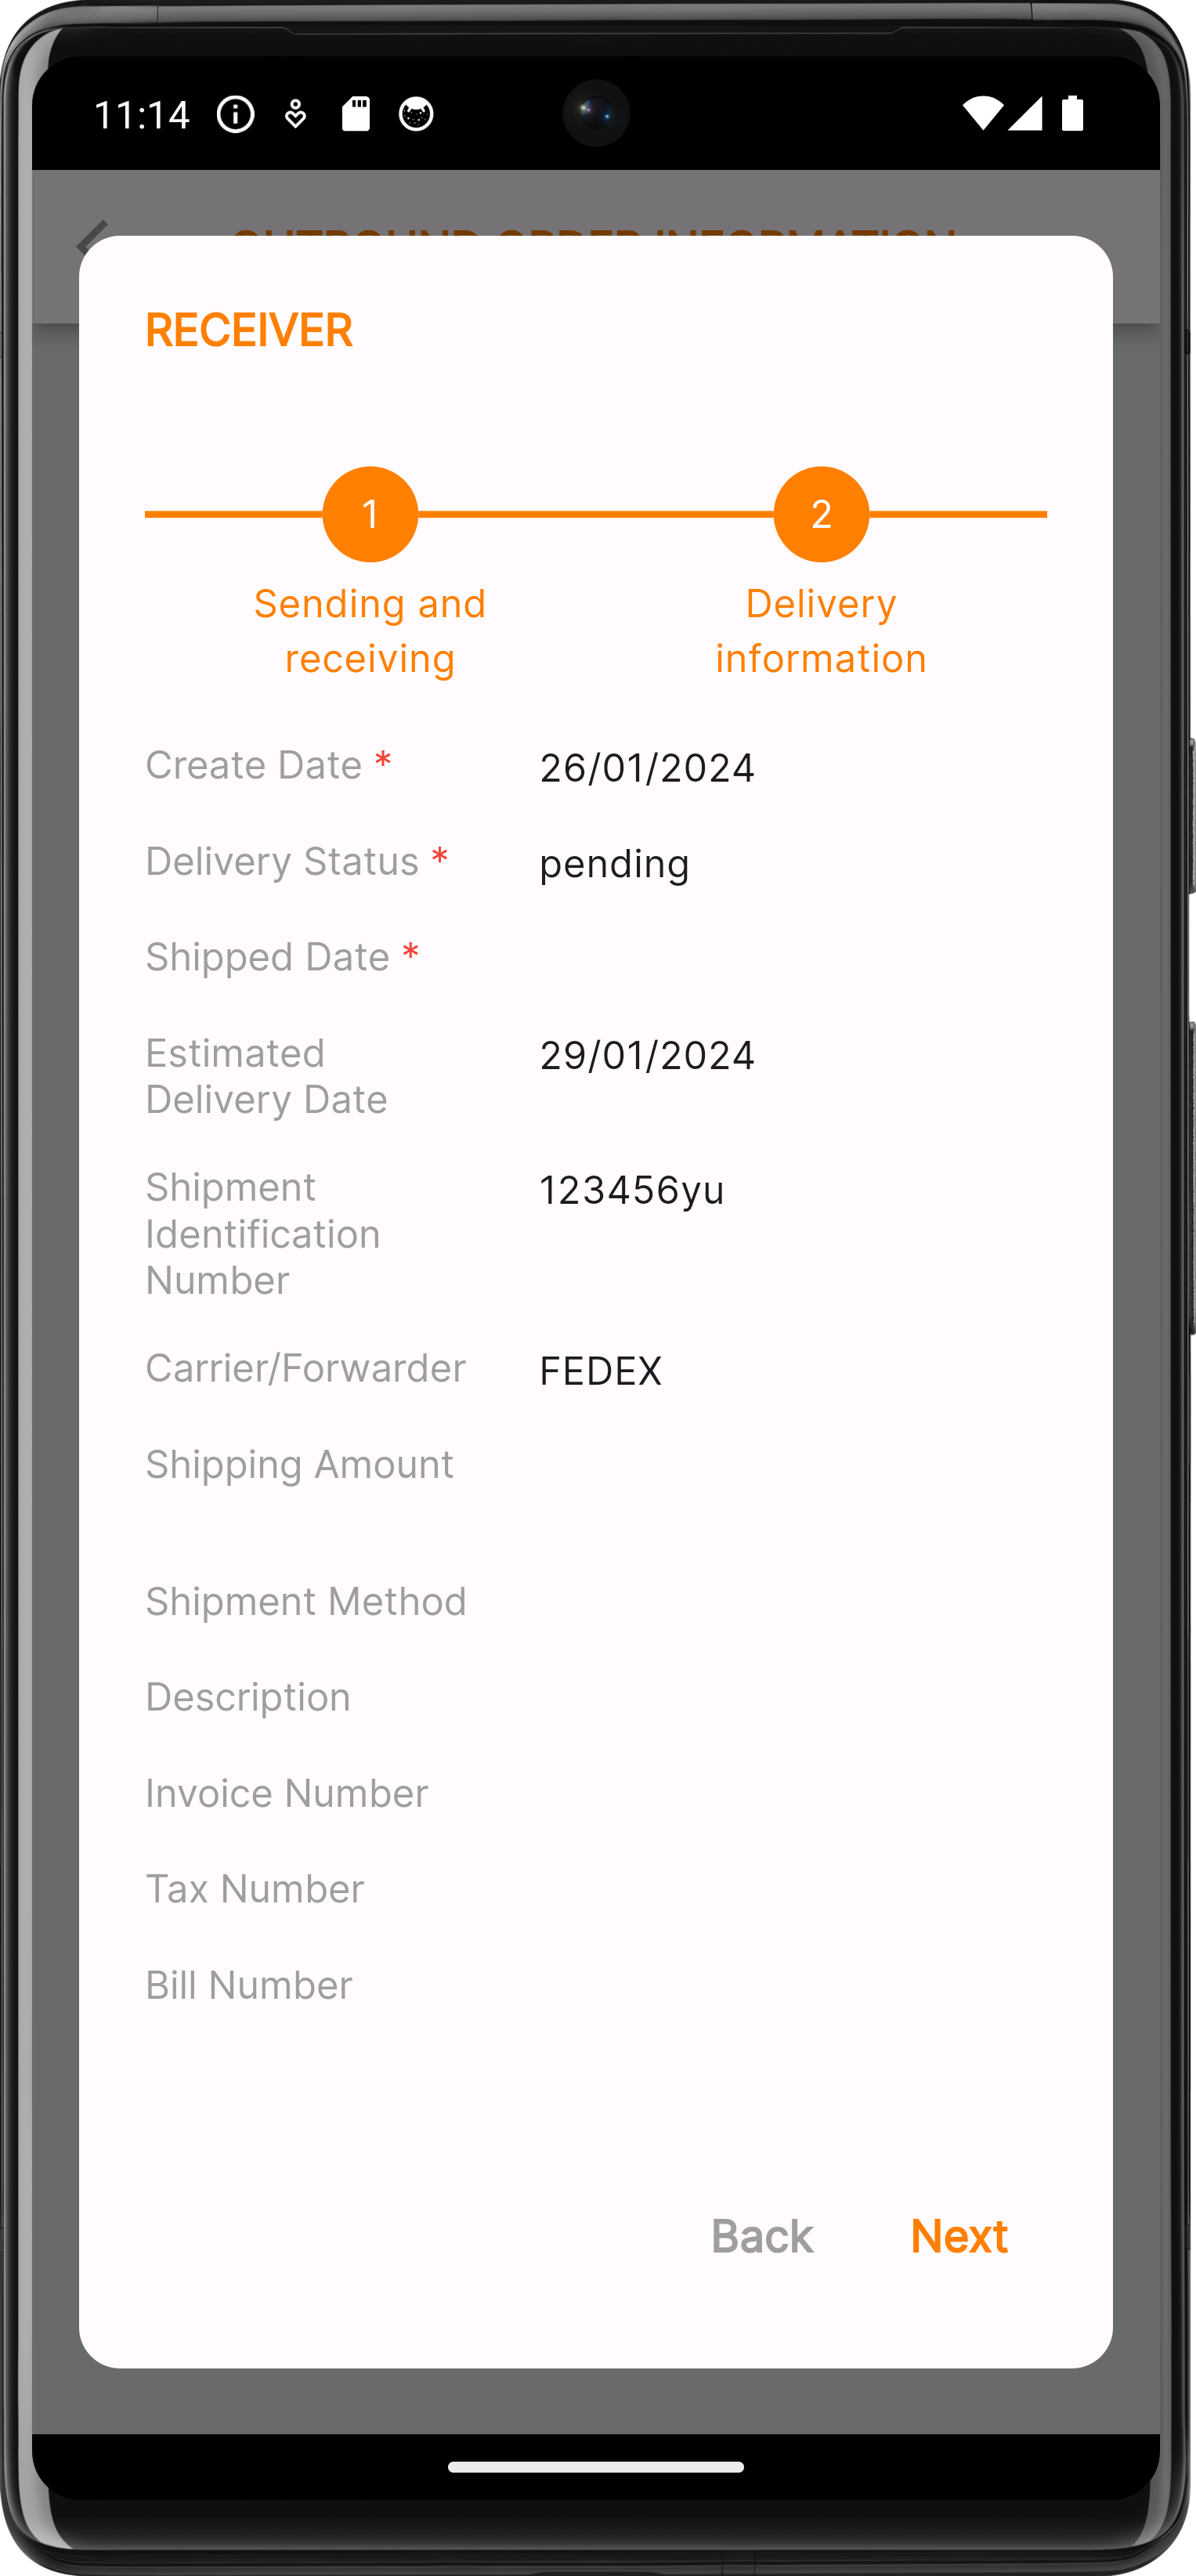 11:14
OUTBOUND ORDER INFORMATION
RECEIVER
1
2
Sending and
receiving
Delivery
information
Create Date *
26/01/2024
Delivery Status *
pending
Shipped Date *
Estimated
Delivery Date
29/01/2024
Shipment
Identification
Number
123456yu
Carrier/Forwarder
FEDEX
Shipping Amount
Shipment Method
Description
Invoice Number
Tax Number
Bill Number
Back
Next